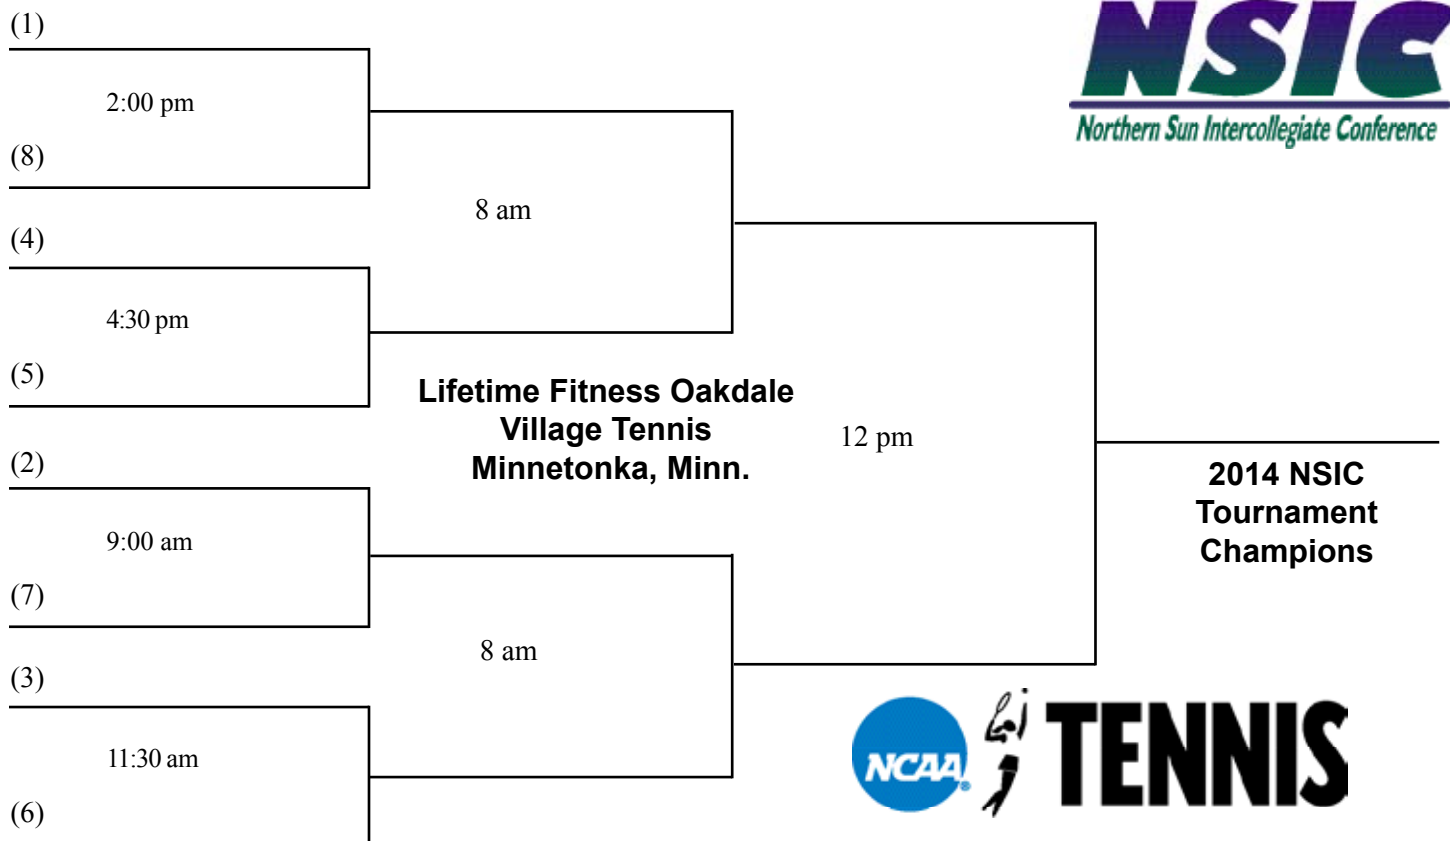 (1)
NSIC
2:00 pm
Northern Sun Intercollegiate Conference
(8)
8 am
(4)
4:30 pm
(5)
Lifetime Fitness Oakdale
Village Tennis
Minnetonka, Minn.
12 pm
(2)
2014 NSIC
Tournament
Champions
9:00 am
(7)
8 am
(3)
11:30 am
(6)
NCAA®
TENNIS